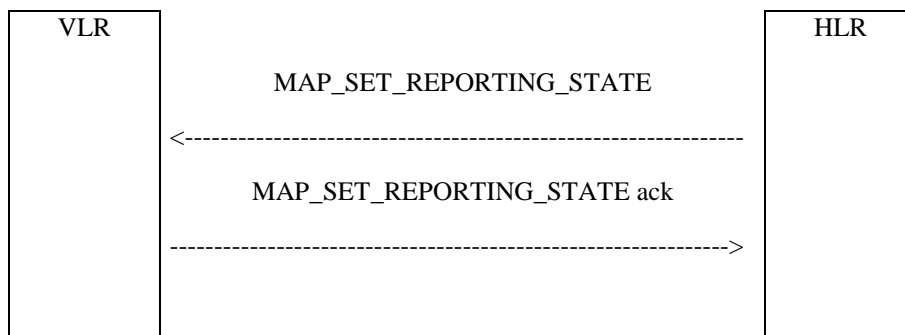 VLR HLR
MAP_SET_REPORTING_STATE
MAP_SET_REPORTING_STATE ack